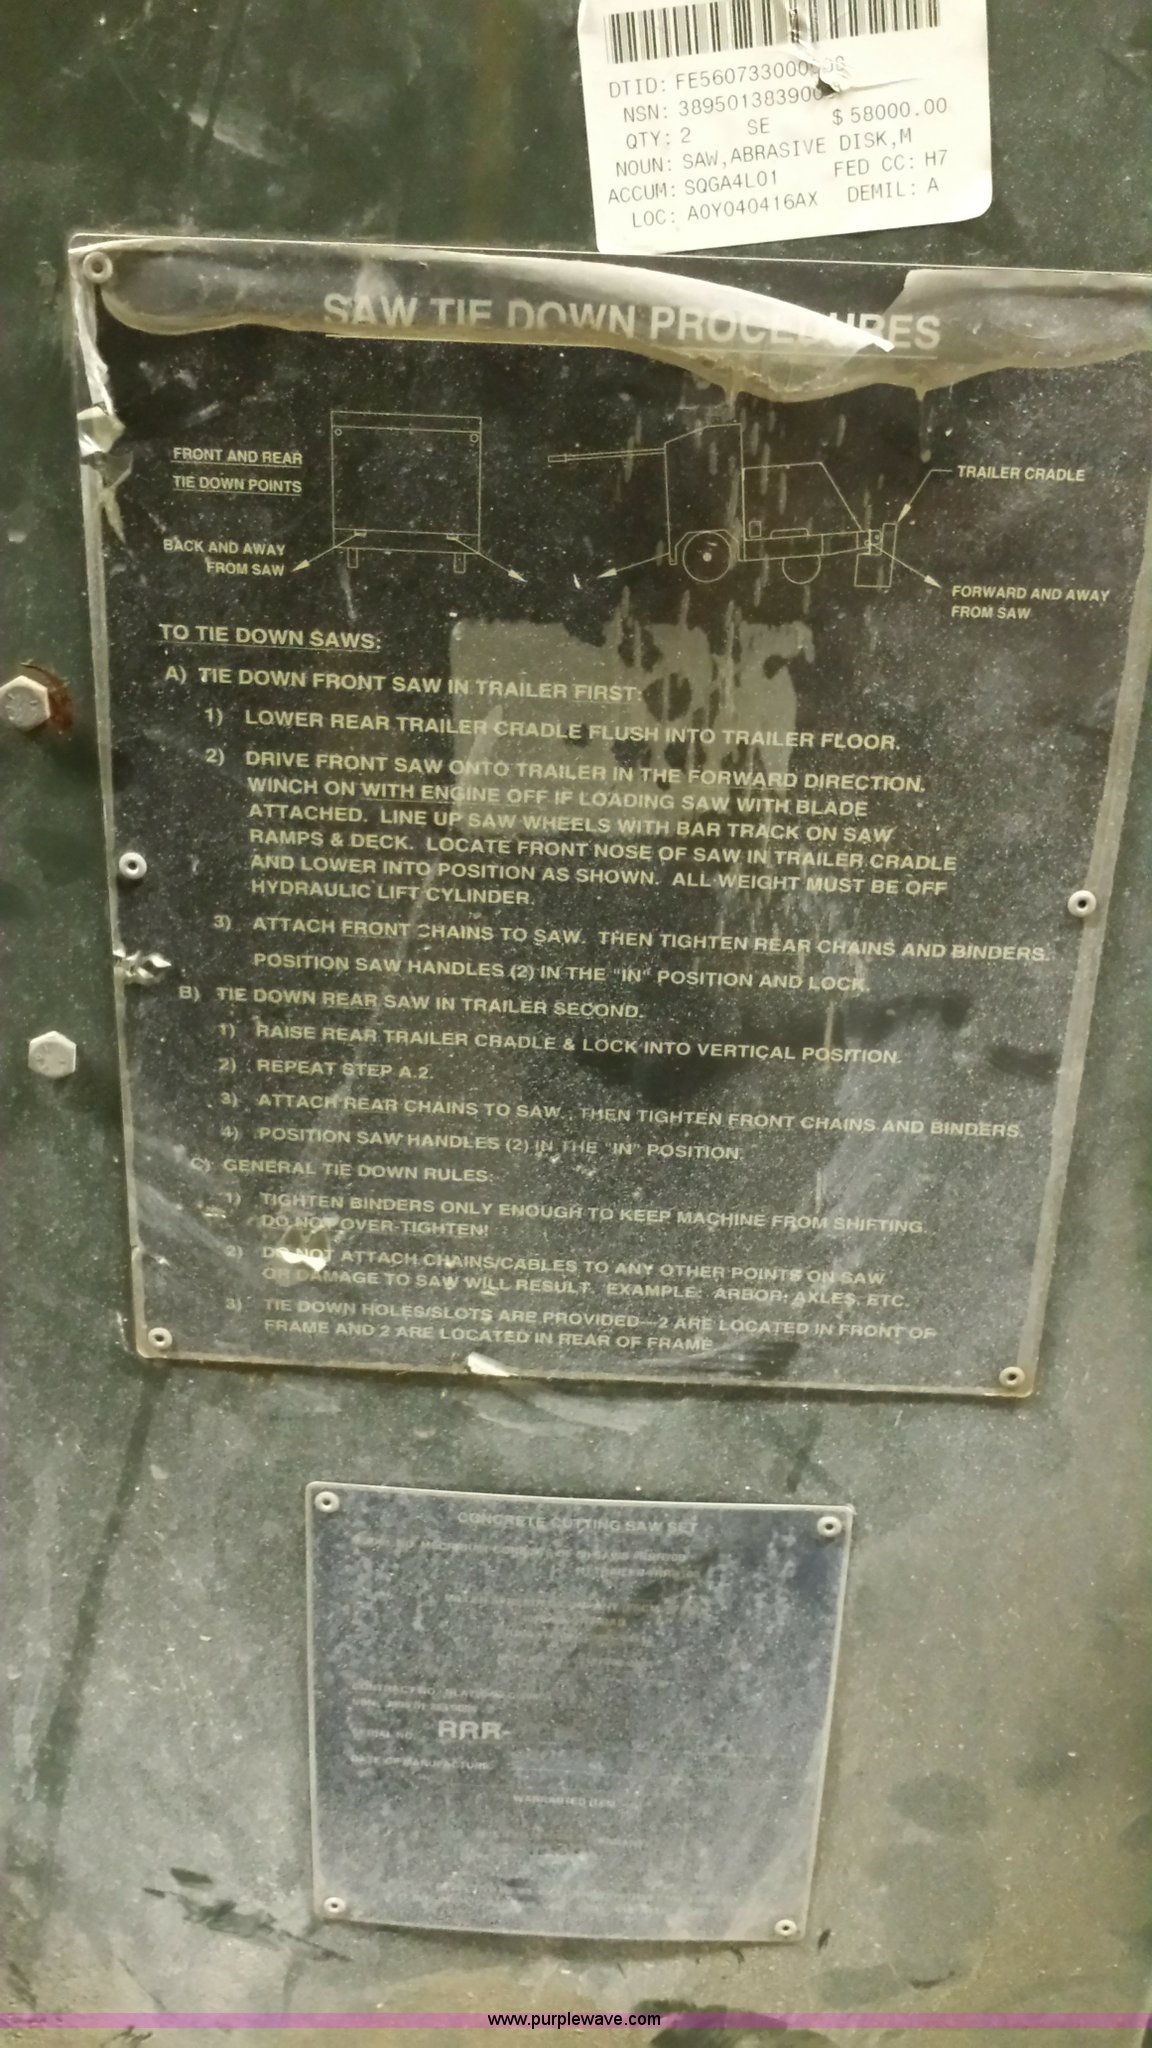 DTID: FE560733000
NSN: 38950138390
QTY: 2 SE $ 58000.00
NOUN: SAW,ABRASIVE DISK,M
ACCUM: SQGA4L01 FED CC: H7
LOC: A0Y040416AX DEMIL: A
SAW TIE DOWN PROCEDURES
FRONT AND REAR
TIE DOWN POINTS
TRAILER CRADLE
BACK AND AWAY
FROM SAW
FORWARD AND AWAY
FROM SAW
TO TIE DOWN SAWS:
A) TIE DOWN FRONT SAW IN TRAILER FIRST:
1) LOWER REAR TRAILER CRADLE FLUSH INTO TRAILER FLOOR.
2) DRIVE FRONT SAW ONTO TRAILER IN THE FORWARD DIRECTION.
WINCH ON WITH ENGINE OFF IF LOADING SAW WITH BLADE
ATTACHED. LINE UP SAW WHEELS WITH BAR TRACK ON SAW
RAMPS & DECK. LOCATE FRONT NOSE OF SAW IN TRAILER CRADLE
AND LOWER INTO POSITION AS SHOWN. ALL WEIGHT MUST BE OFF
HYDRAULIC LIFT CYLINDER.
3) ATTACH FRONT CHAINS TO SAW. THEN TIGHTEN REAR CHAINS AND BINDERS.
POSITION SAW HANDLES (2) IN THE "IN" POSITION AND LOCK.
B) TIE DOWN REAR SAW IN TRAILER SECOND.
1) RAISE REAR TRAILER CRADLE & LOCK INTO VERTICAL POSITION.
2) REPEAT STEP A.2.
3) ATTACH REAR CHAINS TO SAW. THEN TIGHTEN FRONT CHAINS AND BINDERS.
4) POSITION SAW HANDLES (2) IN THE "IN" POSITION.
C) GENERAL TIE DOWN RULES:
1) TIGHTEN BINDERS ONLY ENOUGH TO KEEP MACHINE FROM SHIFTING.
DO NOT OVER-TIGHTEN!
2) DO NOT ATTACH CHAINS/CABLES TO ANY OTHER POINTS ON SAW
OR DAMAGE TO SAW WILL RESULT. EXAMPLE: ARBOR, AXLES, ETC.
3) TIE DOWN HOLES/SLOTS ARE PROVIDED—2 ARE LOCATED IN FRONT OF
FRAME AND 2 ARE LOCATED IN REAR OF FRAME
CONCRETE CUTTING SAW SET
CONTRACT NO.
SERIAL NO. RRR-
DATE OF MANUFACTURE
WARRANTED ITEM
www.purplewave.com